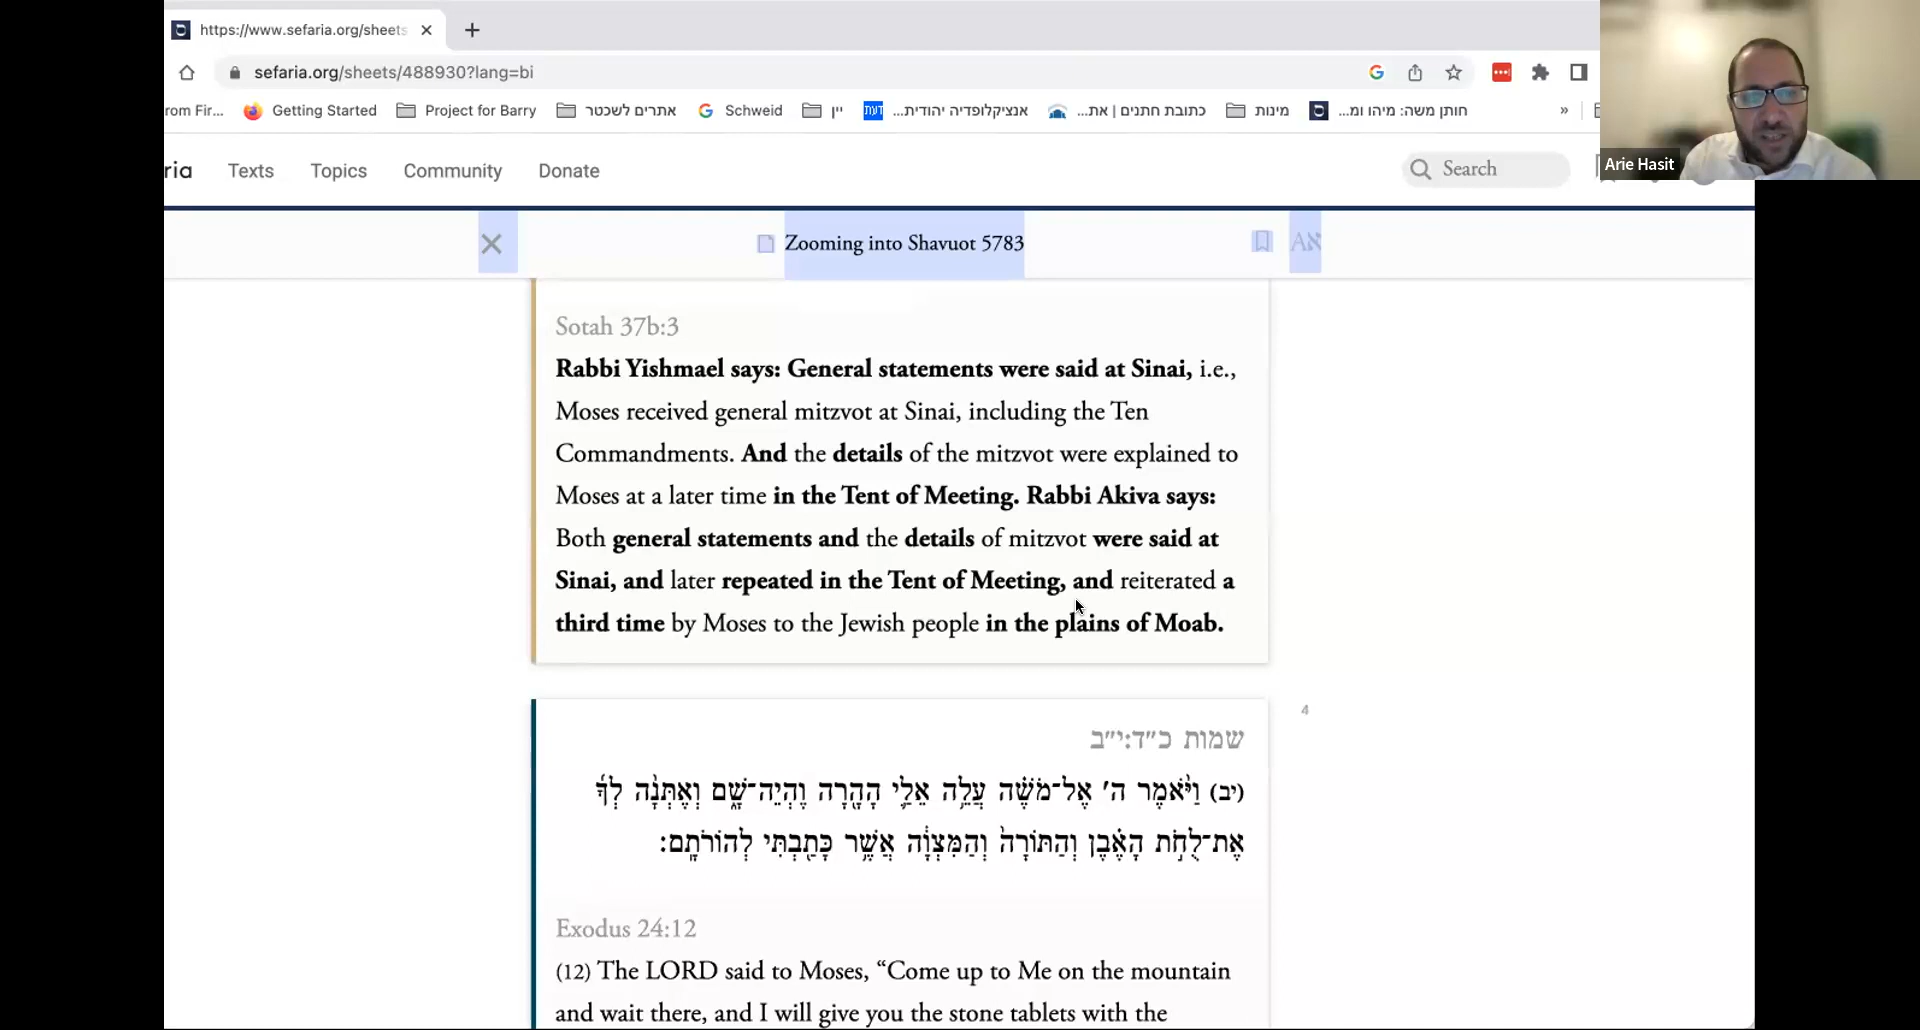 https://www.sefaria.org/sheets
sefaria.org/sheets/488930?lang=bi
rom Fir... Getting Started Project for Barry אתרים לשכטר Schweid יין דעת אנציקלופדיה יהודית... כתובת חתנים | את... מינות חותן משה: מיהו ומ... »
ria Texts Topics Community Donate Search
Arie Hasit
Zooming into Shavuot 5783 אA
Sotah 37b:3
Rabbi Yishmael says: General statements were said at Sinai, i.e.,
Moses received general mitzvot at Sinai, including the Ten
Commandments. And the details of the mitzvot were explained to
Moses at a later time in the Tent of Meeting. Rabbi Akiva says:
Both general statements and the details of mitzvot were said at
Sinai, and later repeated in the Tent of Meeting, and reiterated a
third time by Moses to the Jewish people in the plains of Moab.
4
שמות כ״ד:י״ב
(יב) וַיֹּ֨אמֶר ה׳ אֶל־מֹשֶׁ֗ה עֲלֵ֥ה אֵלַ֛י הָהָ֖רָה וֶהְיֵה־שָׁ֑ם וְאֶתְּנָ֨ה לְךָ֜
אֶת־לֻחֹ֣ת הָאֶ֗בֶן וְהַתּוֹרָה֙ וְהַמִּצְוָ֔ה אֲשֶׁ֥ר כָּתַ֖בְתִּי לְהוֹרֹתָֽם׃
Exodus 24:12
(12) The LORD said to Moses, “Come up to Me on the mountain
and wait there, and I will give you the stone tablets with the